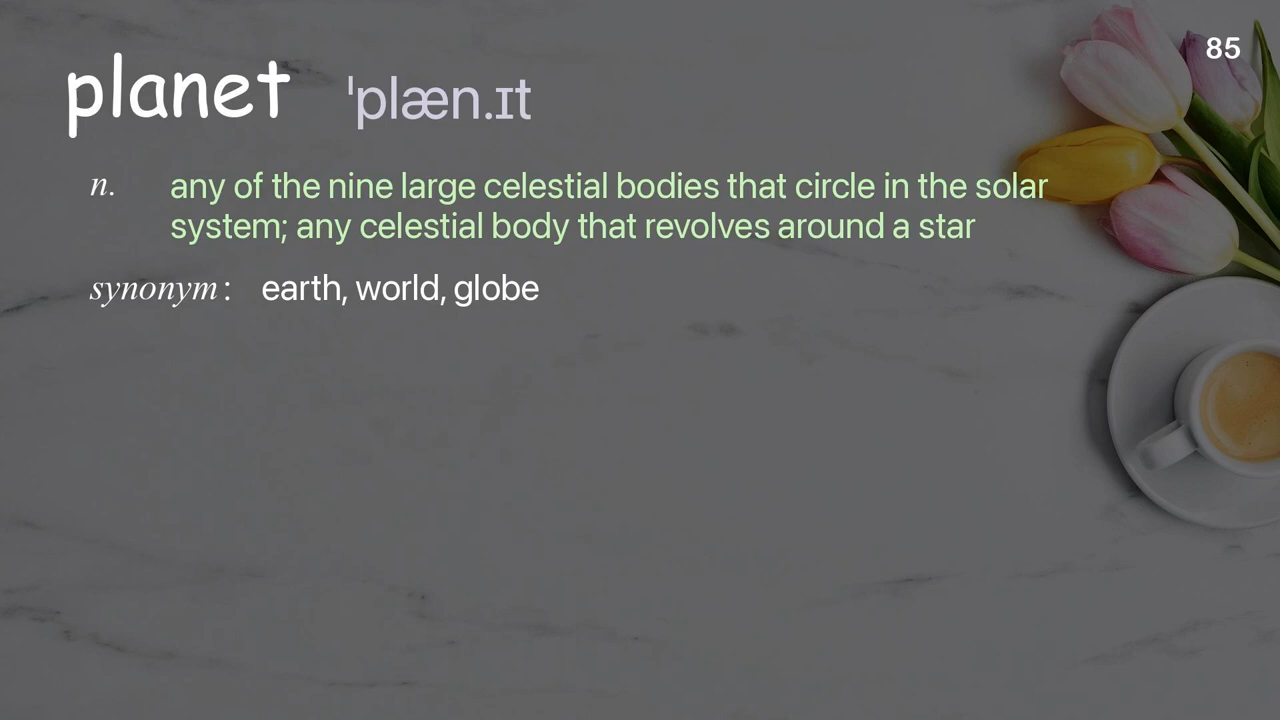 85
planet ˈplæn.ɪt
n. any of the nine large celestial bodies that circle in the solar
system; any celestial body that revolves around a star
synonym : earth, world, globe